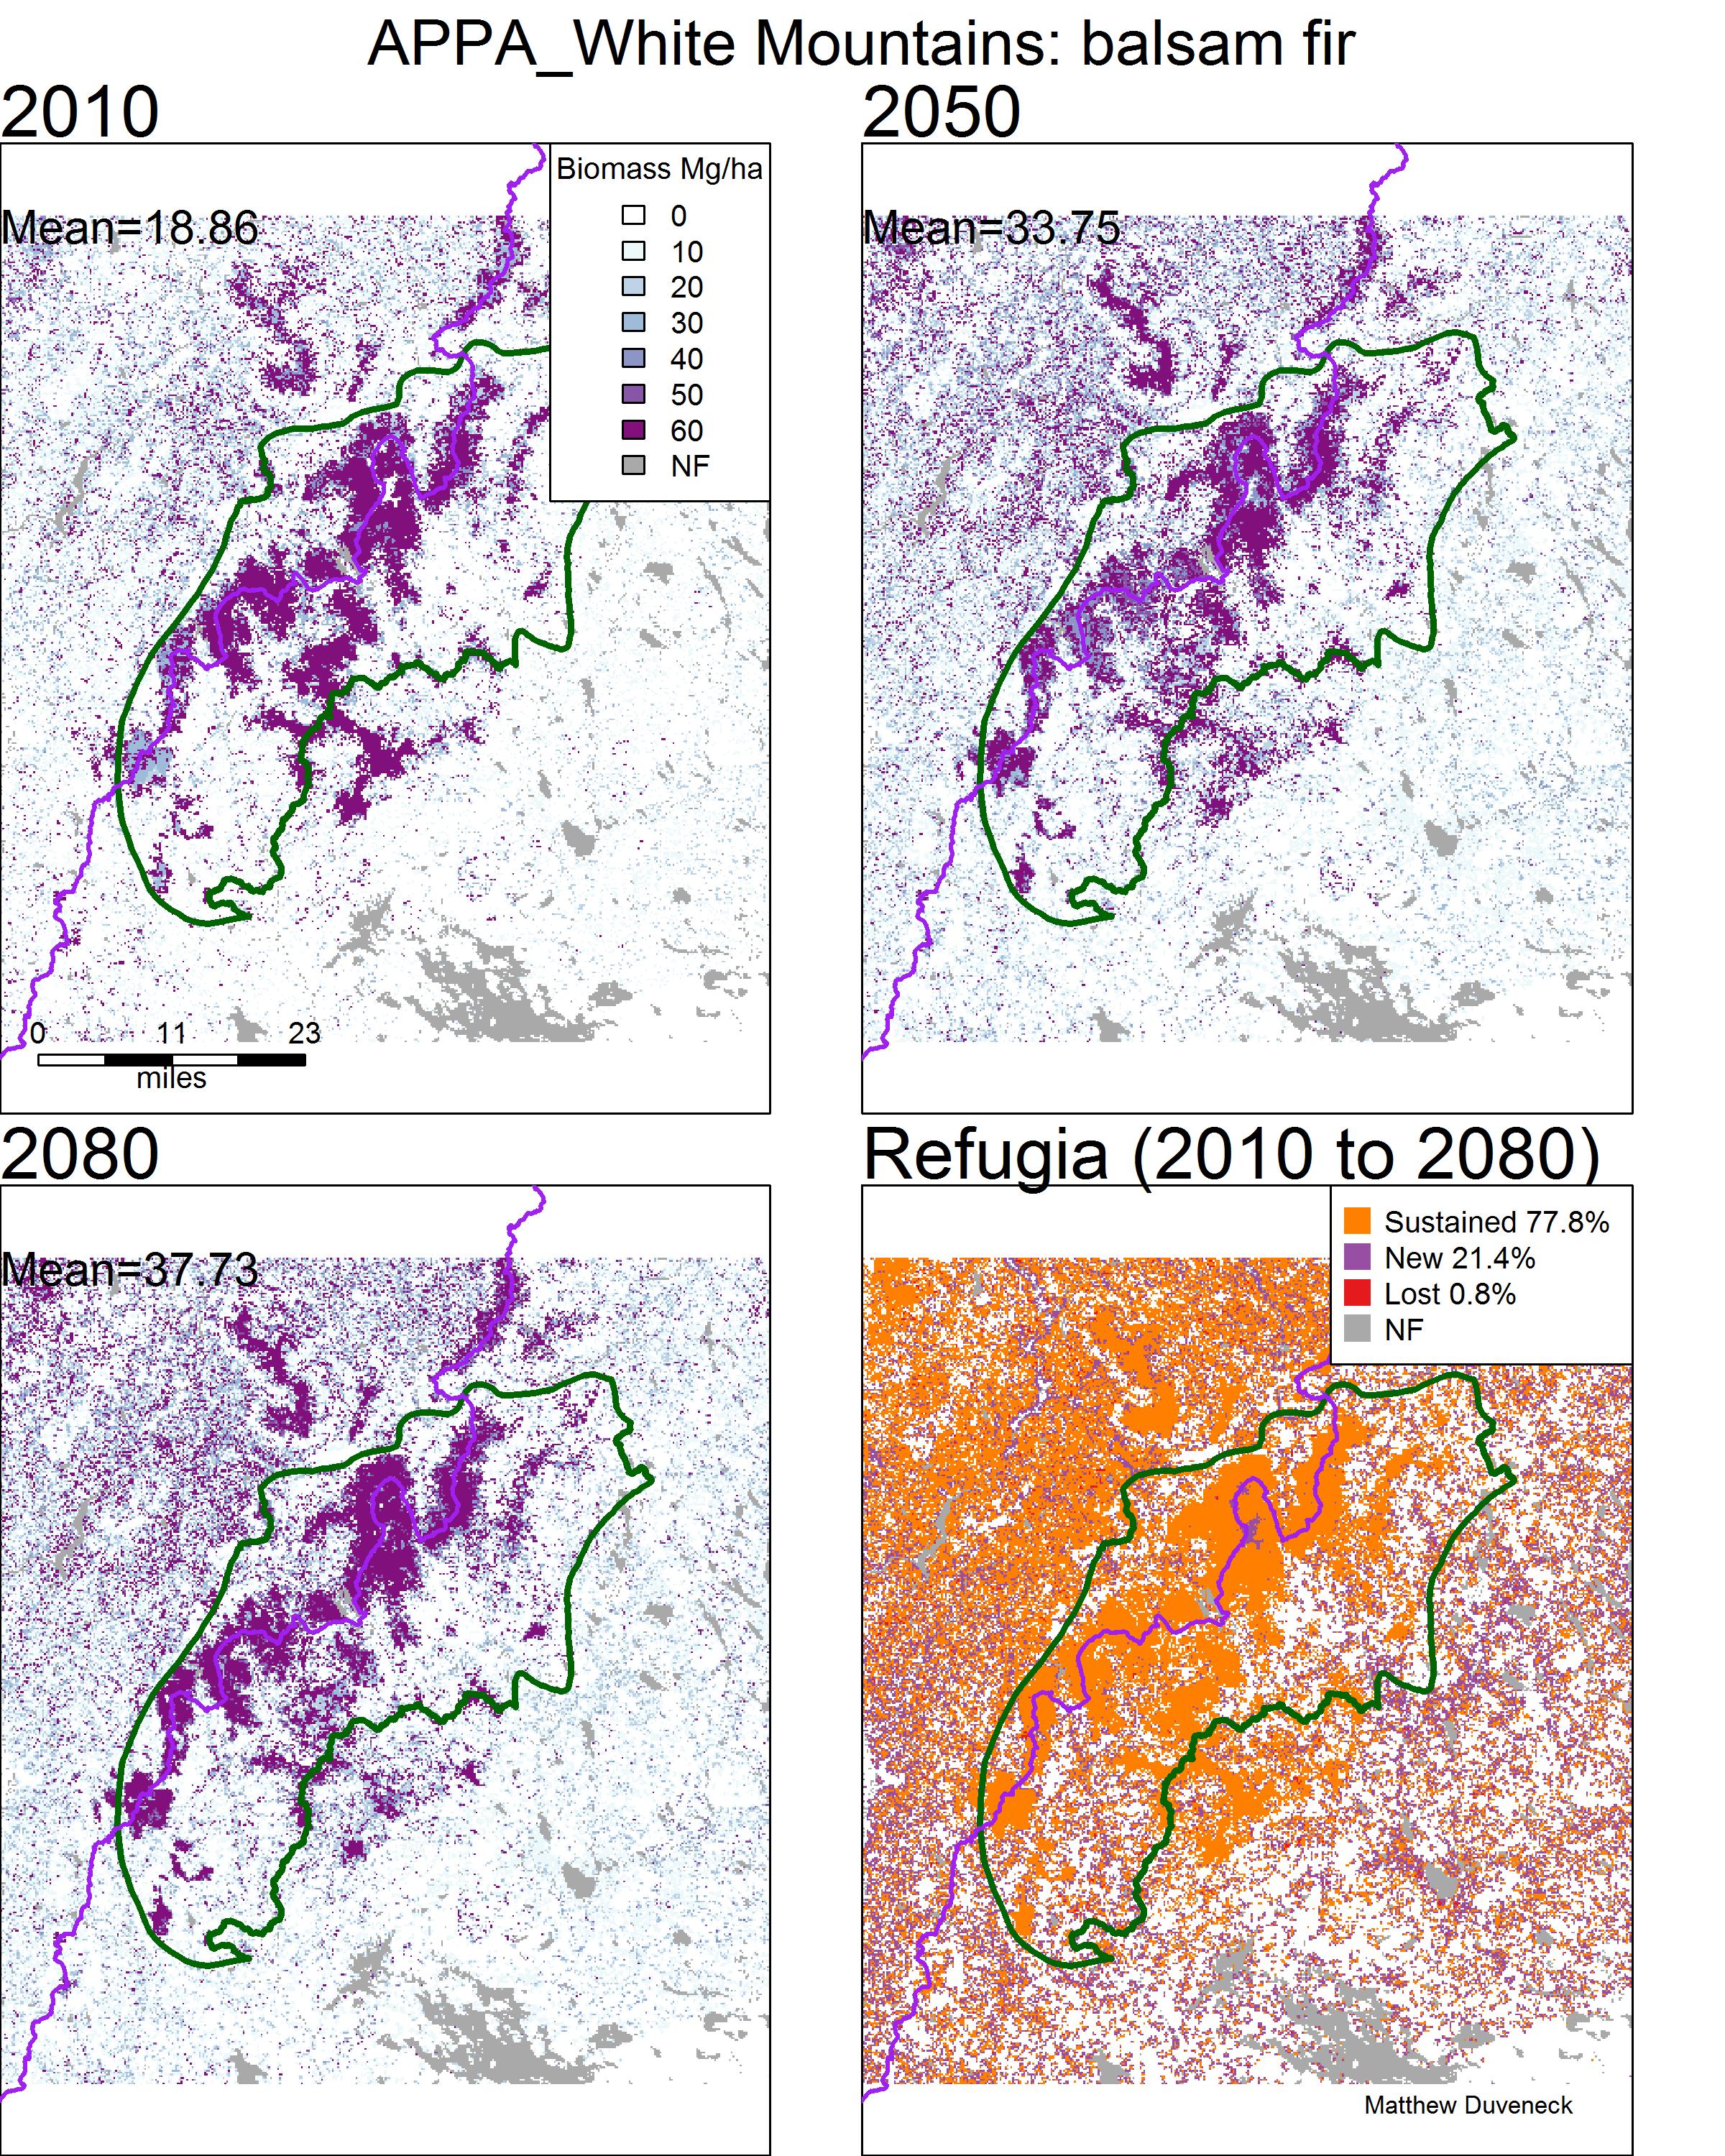 APPA_White Mountains: balsam fir
2010
2050
Biomass Mg/ha
0
10
20
30
40
50
60
NF
Mean=18.86
Mean=33.75
0 11 23
miles
2080
Refugia (2010 to 2080)
Mean=37.73
Sustained 77.8%
New 21.4%
Lost 0.8%
NF
Matthew Duveneck